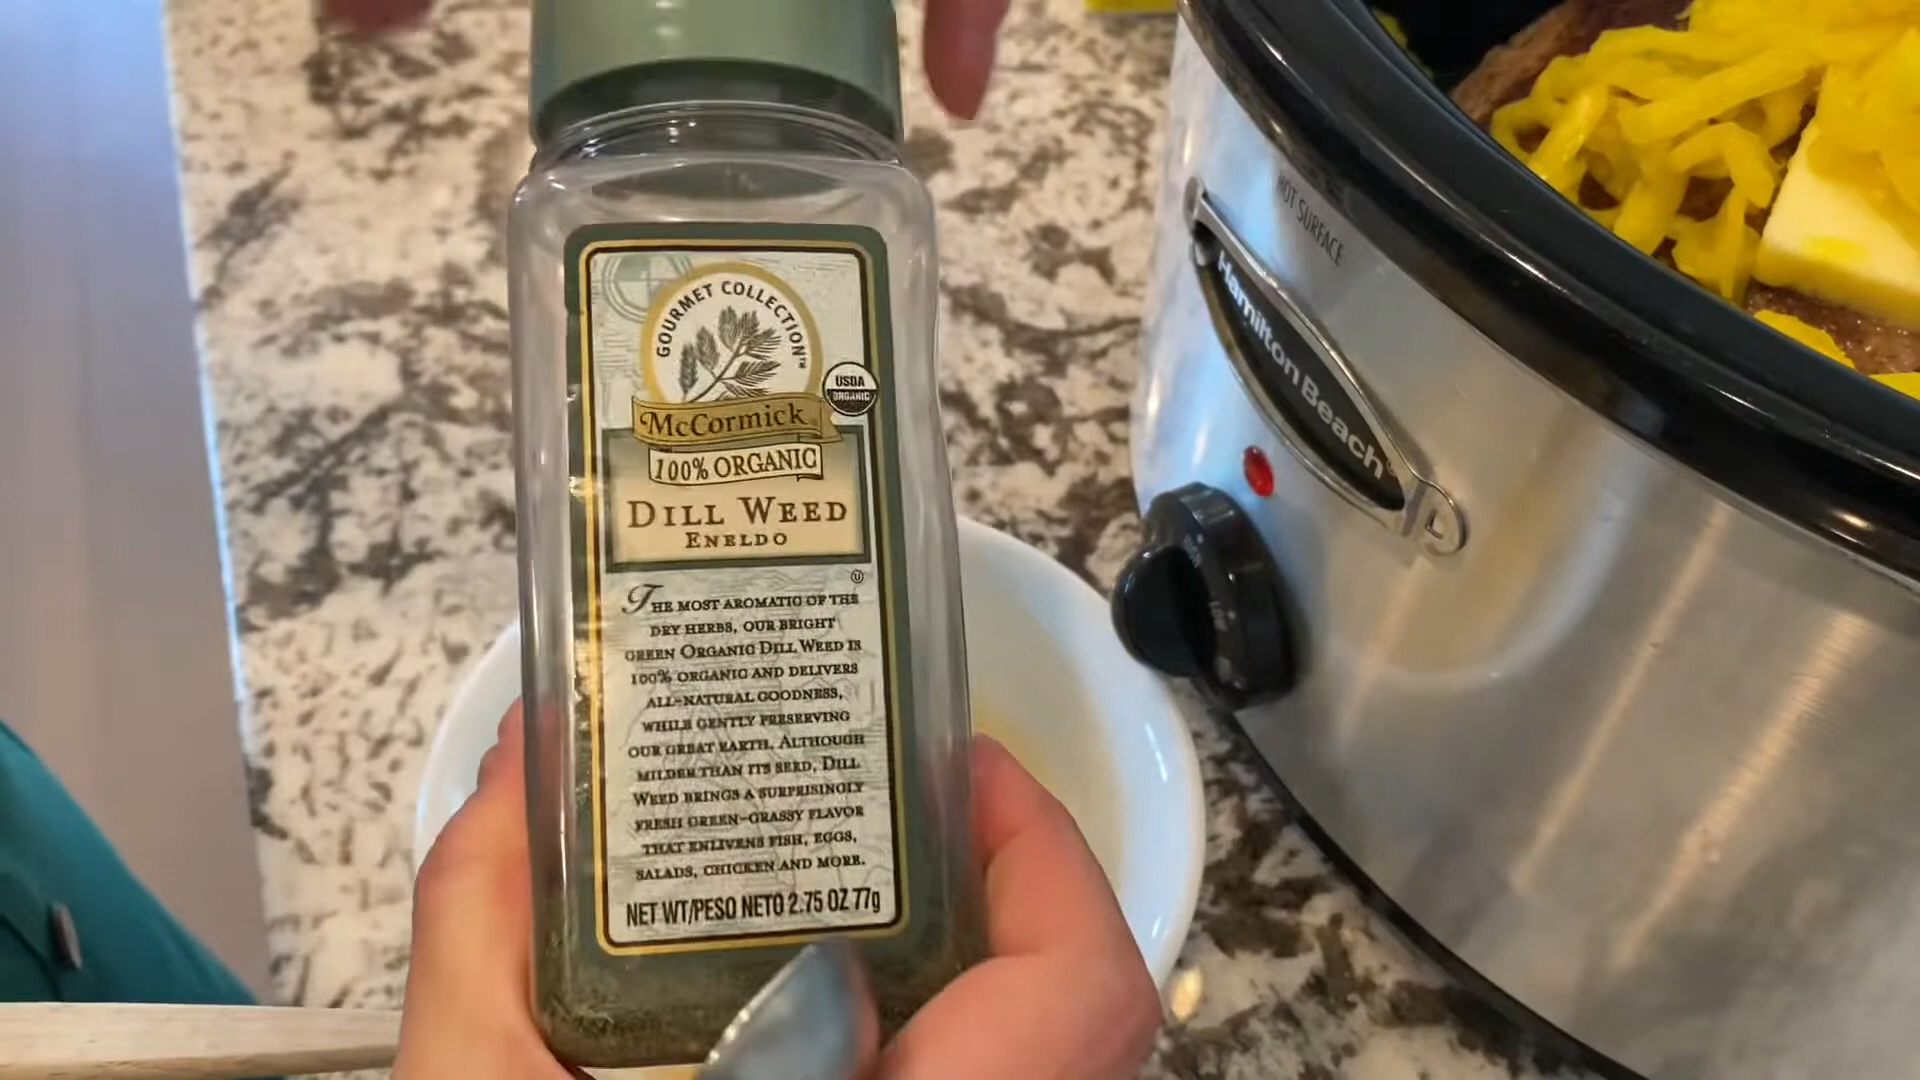 GOURMET COLLECTION™
USDA
ORGANIC
McCormick
100% ORGANIC
DILL WEED
ENELDO
U
THE MOST AROMATIC OF THE
DRY HERBS, OUR BRIGHT
GREEN ORGANIC DILL WEED IS
100% ORGANIC AND DELIVERS
ALL-NATURAL GOODNESS,
WHILE GENTLY PRESERVING
OUR GREAT EARTH. ALTHOUGH
MILDER THAN ITS SEED, DILL
WEED BRINGS A SURPRISINGLY
FRESH GREEN-GRASSY FLAVOR
THAT ENLIVENS FISH, EGGS,
SALADS, CHICKEN AND MORE.
NET WT/PESO NETO 2.75 OZ 77g
HOT SURFACE
Hamilton Beach®
HIGH
LOW